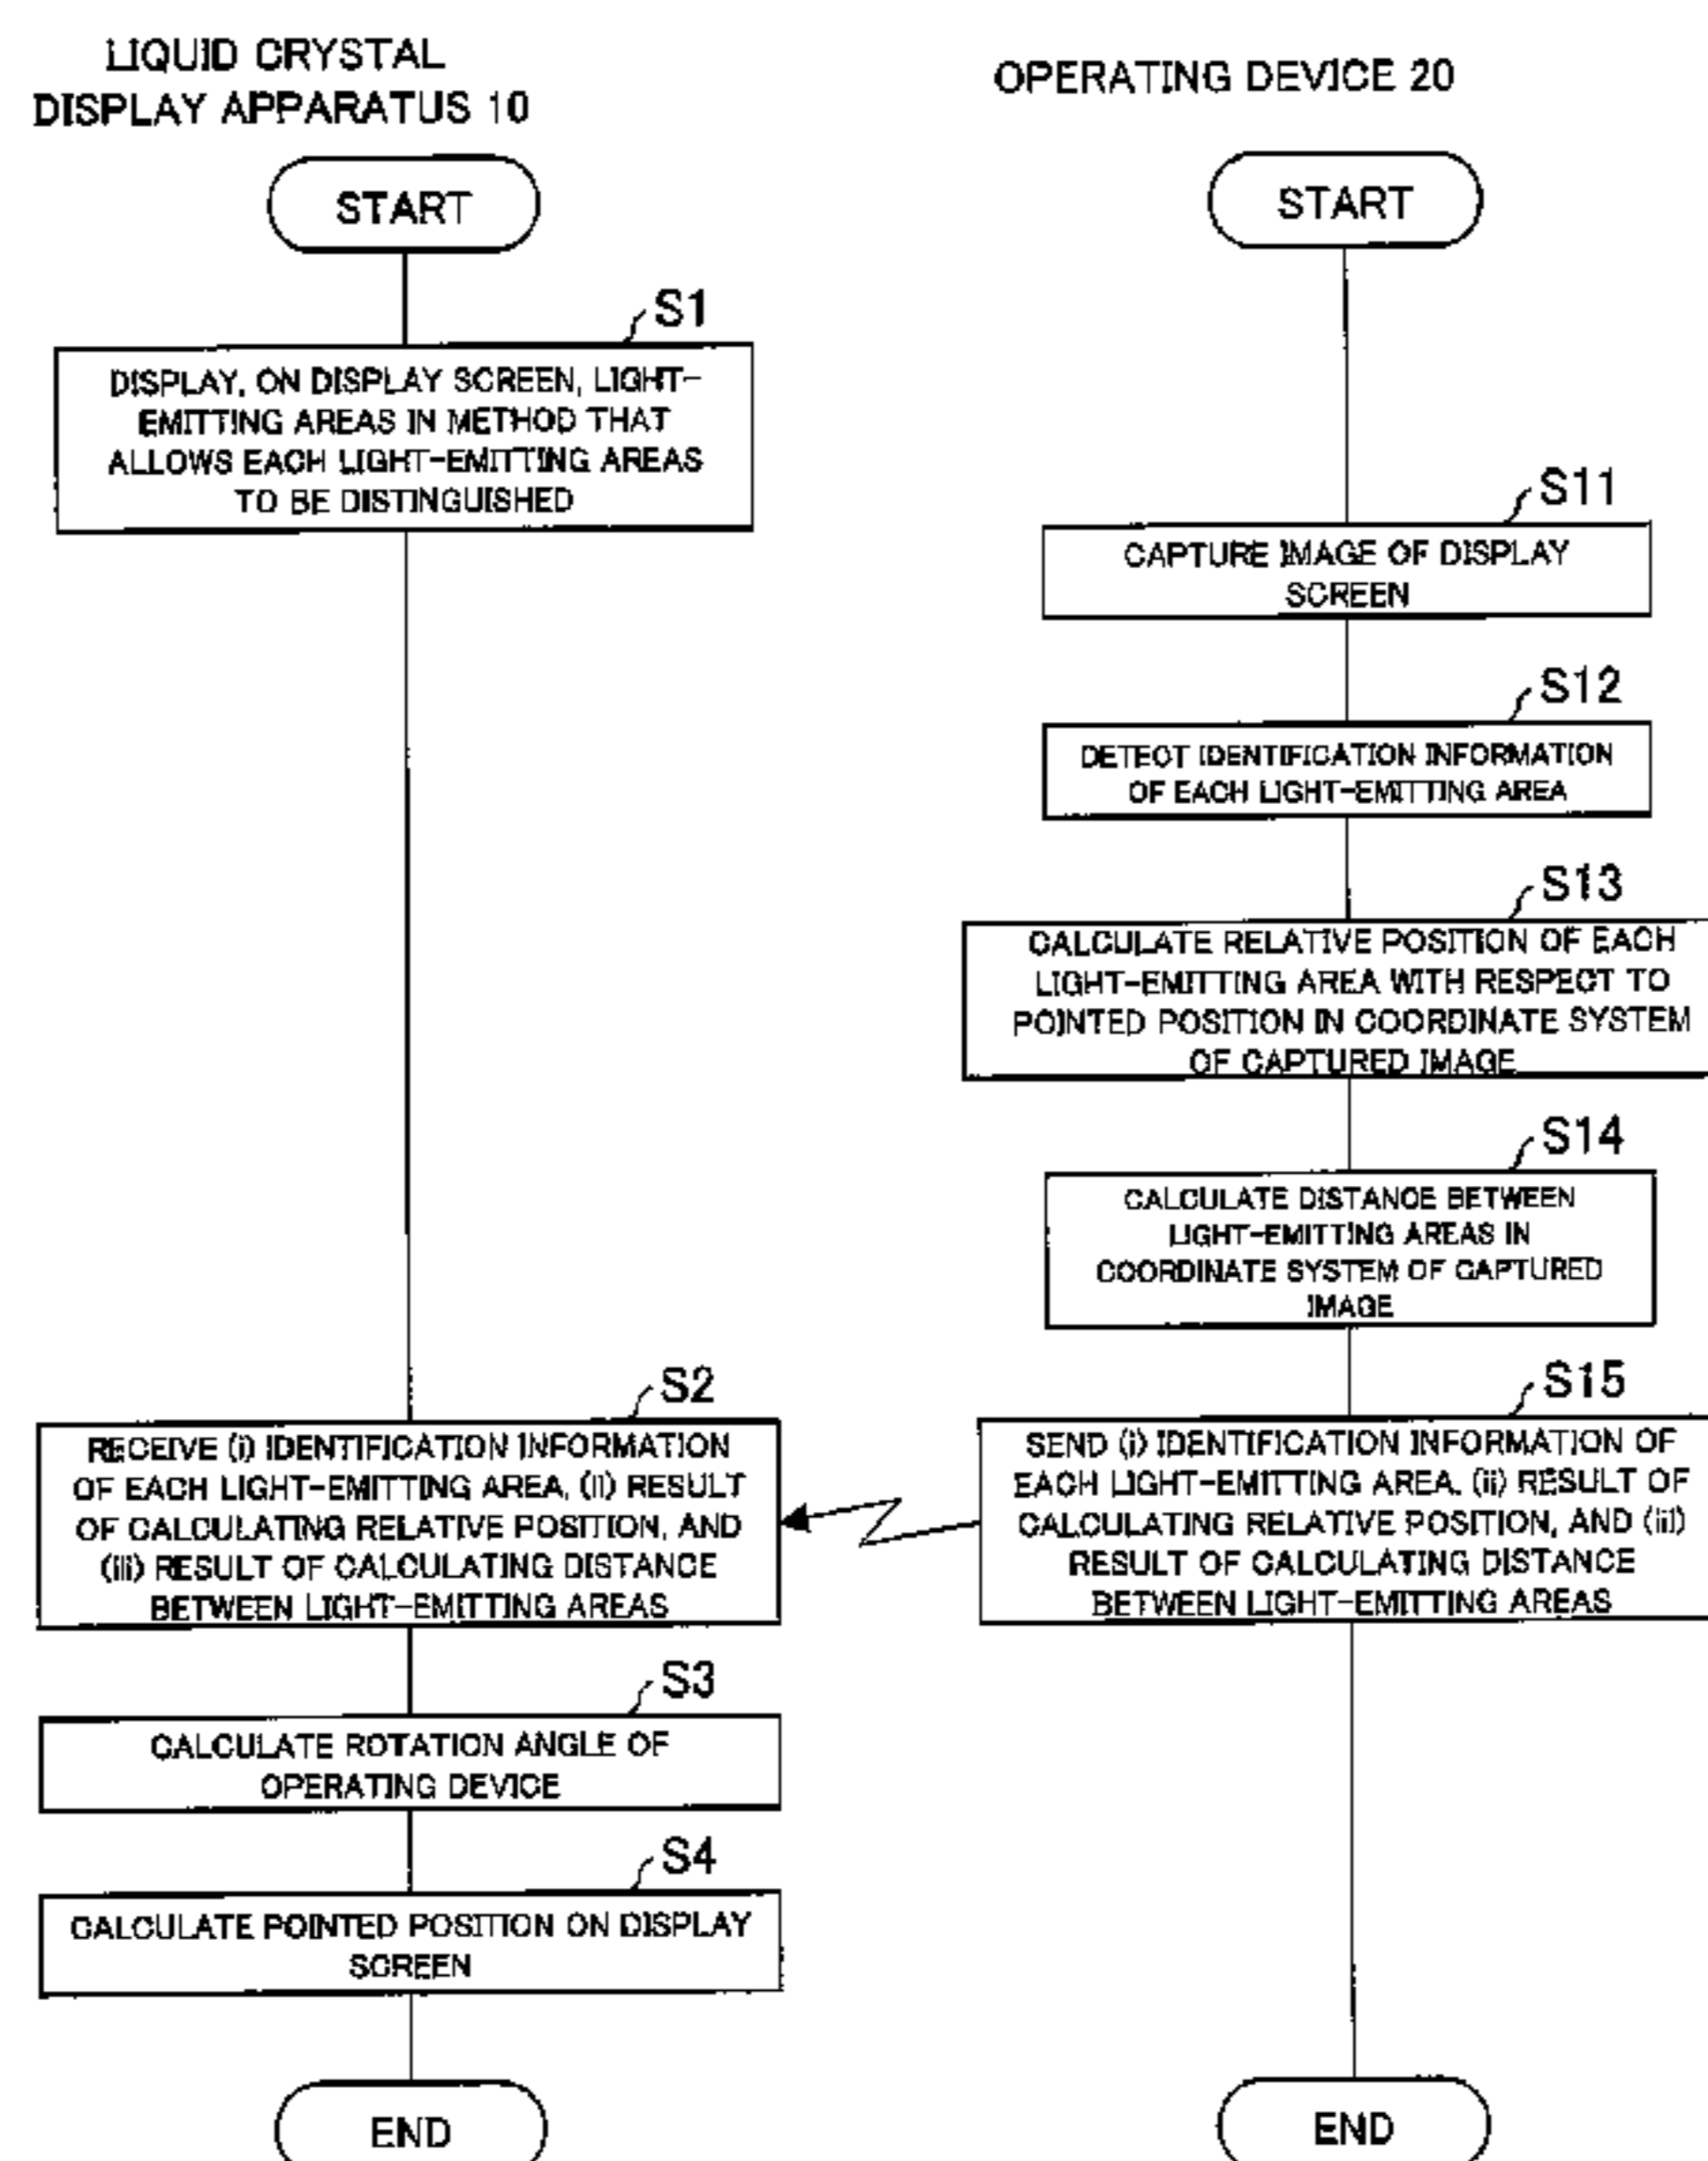 LIQUID CRYSTAL
DISPLAY APPARATUS 10
START
S1
DISPLAY, ON DISPLAY SCREEN, LIGHT-
EMITTING AREAS IN METHOD THAT
ALLOWS EACH LIGHT-EMITTING AREAS
TO BE DISTINGUISHED
S2
RECEIVE (i) IDENTIFICATION INFORMATION
OF EACH LIGHT-EMITTING AREA, (ii) RESULT
OF CALCULATING RELATIVE POSITION, AND
(iii) RESULT OF CALCULATING DISTANCE
BETWEEN LIGHT-EMITTING AREAS
S3
CALCULATE ROTATION ANGLE OF
OPERATING DEVICE
S4
CALCULATE POINTED POSITION ON DISPLAY
SCREEN
END
OPERATING DEVICE 20
START
S11
CAPTURE IMAGE OF DISPLAY
SCREEN
S12
DETECT IDENTIFICATION INFORMATION
OF EACH LIGHT-EMITTING AREA
S13
CALCULATE RELATIVE POSITION OF EACH
LIGHT-EMITTING AREA WITH RESPECT TO
POINTED POSITION IN COORDINATE SYSTEM
OF CAPTURED IMAGE
S14
CALCULATE DISTANCE BETWEEN
LIGHT-EMITTING AREAS IN
COORDINATE SYSTEM OF CAPTURED
IMAGE
S15
SEND (i) IDENTIFICATION INFORMATION OF
EACH LIGHT-EMITTING AREA, (ii) RESULT OF
CALCULATING RELATIVE POSITION, AND (iii)
RESULT OF CALCULATING DISTANCE
BETWEEN LIGHT-EMITTING AREAS
END